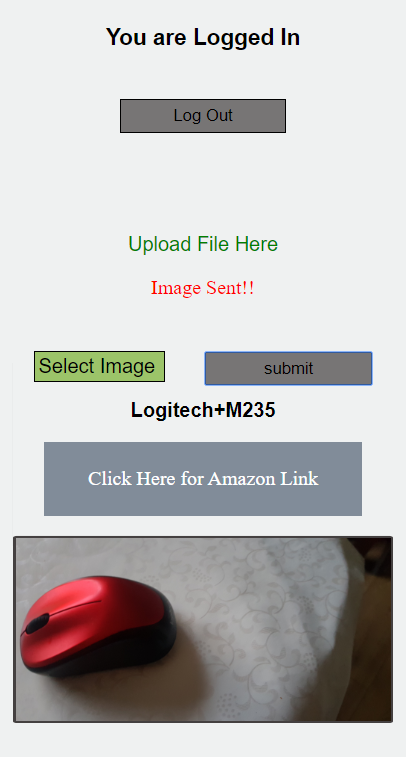 You are Logged In
Log Out
Upload File Here
Image Sent!!
Select Image
submit
Logitech+M235
Click Here for Amazon Link